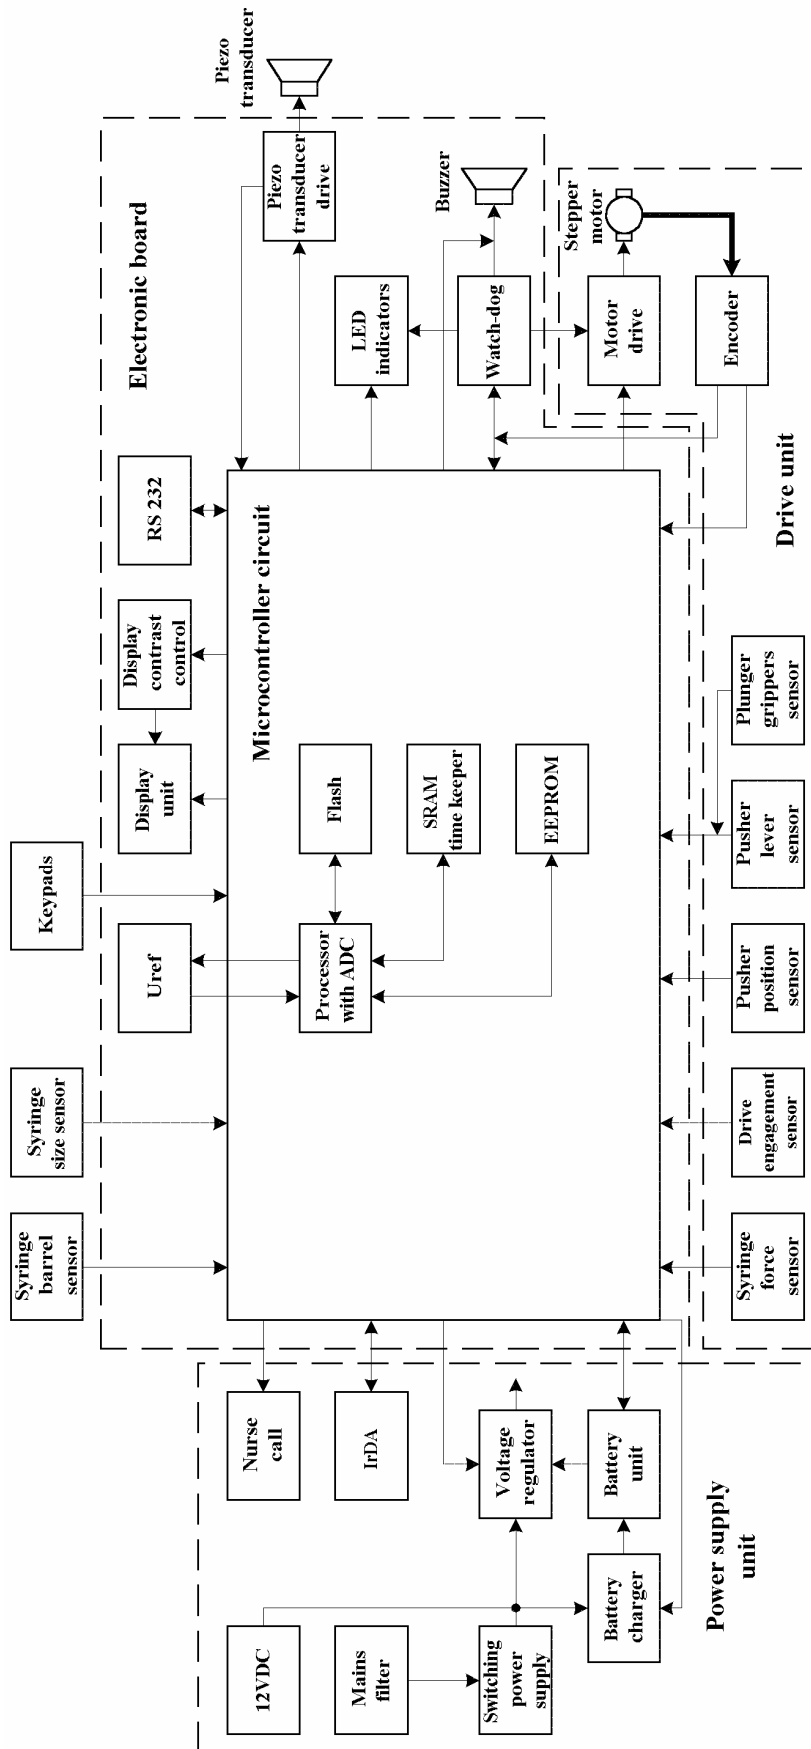 Piezo
transducer
Electronic board
Piezo
transducer
drive
Buzzer
Stepper
motor
LED
indicators
Watch-dog
Motor
drive
Encoder
Drive unit
RS 232
Display
contrast
control
Display
unit
Microcontroller circuit
Flash
SRAM
time keeper
EEPROM
Processor
with ADC
Uref
Keypads
Syringe
size sensor
Syringe
barrel
sensor
Plunger
grippers
sensor
Pusher
lever
sensor
Pusher
position
sensor
Drive
engagement
sensor
Syringe
force
sensor
Nurse
call
IrDA
Voltage
regulator
Battery
unit
12VDC
Mains
filter
Switching
power
supply
Battery
charger
Power supply
unit